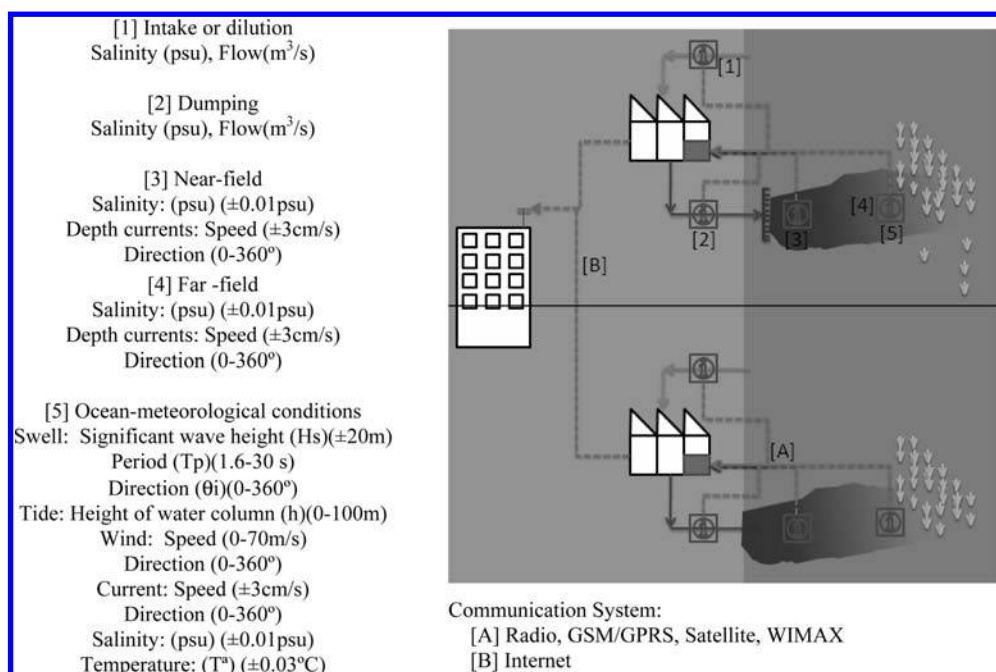 [1] Intake or dilution
Salinity (psu), Flow(m³/s)
[2] Dumping
Salinity (psu), Flow(m³/s)
[3] Near-field
Salinity: (psu) (±0.01psu)
Depth currents: Speed (±3cm/s)
Direction (0-360º)
[4] Far -field
Salinity: (psu) (±0.01psu)
Depth currents: Speed (±3cm/s)
Direction (0-360º)
[5] Ocean-meteorological conditions
Swell: Significant wave height (Hs)(±20m)
Period (Tp)(1.6-30 s)
Direction (θi)(0-360º)
Tide: Height of water column (h)(0-100m)
Wind: Speed (0-70m/s)
Direction (0-360º)
Current: Speed (±3cm/s)
Direction (0-360º)
Salinity: (psu) (±0.01psu)
Temperature: (Tª) (±0.03ºC)
[1]
[4]
[2]
[3]
[5]
[B]
[A]
Communication System:
[A] Radio, GSM/GPRS, Satellite, WIMAX
[B] Internet